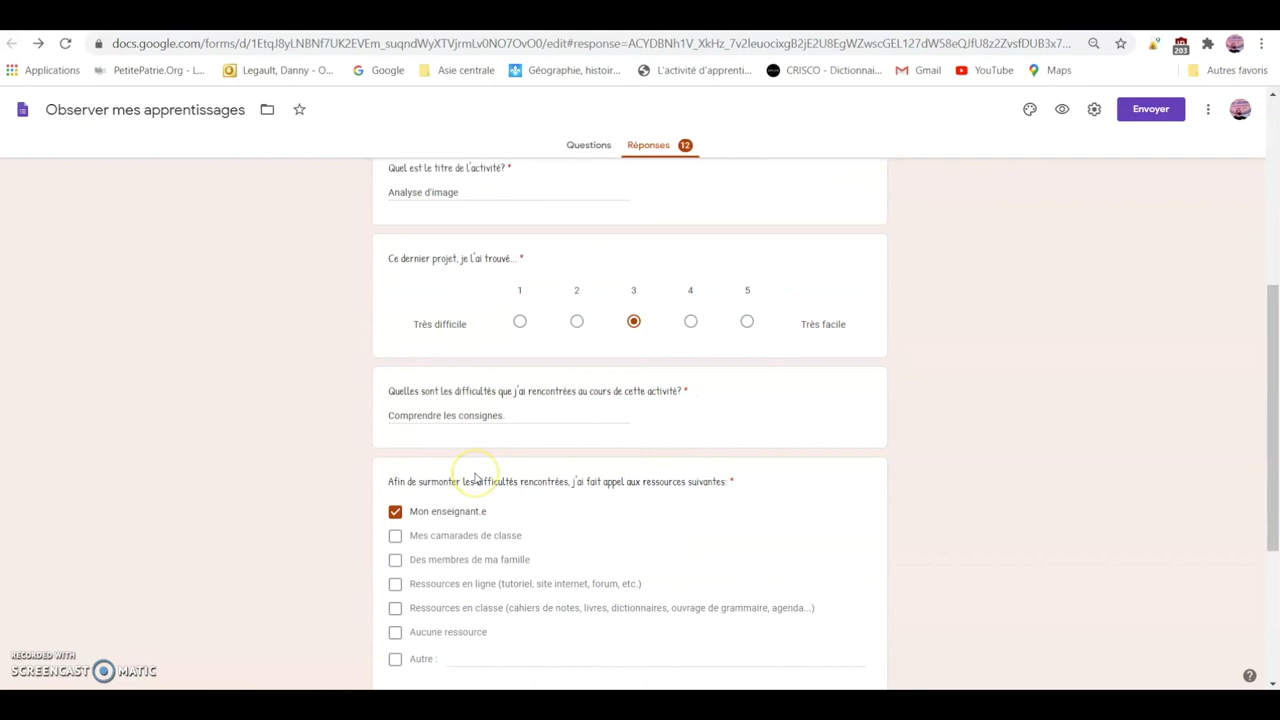 docs.google.com/forms/d/1EtqJ8yLNBNf7UK2EVEm_suqndWyXTVjrmLv0NO7OvO0/edit#response=ACYDBNh1V_XkHz_7v2leuocixgB2jE2U8EgWZwscGEL127dW58eQJfU8z2ZvsfDUB3x7...
203
Applications
PetitePatrie.Org - L...
Legault, Danny - O...
Google
Asie centrale
Géographie, histoir...
L'activité d'apprenti...
CRISCO - Dictionnai...
Gmail
YouTube
Maps
Autres favoris
Observer mes apprentissages
Envoyer
Questions
Réponses 12
Quel est le titre de l'activité? *
Analyse d'image
Ce dernier projet, je l'ai trouvé... *
1 2 3 4 5
Très difficile
Très facile
Quelles sont les difficultés que j'ai rencontrées au cours de cette activité? *
Comprendre les consignes.
Afin de surmonter les difficultés rencontrées, j'ai fait appel aux ressources suivantes: *
Mon enseignant.e
Mes camarades de classe
Des membres de ma famille
Ressources en ligne (tutoriel, site internet, forum, etc.)
Ressources en classe (cahiers de notes, livres, dictionnaires, ouvrage de grammaire, agenda...)
Aucune ressource
Autre :
RECORDED WITH
SCREENCAST MATIC